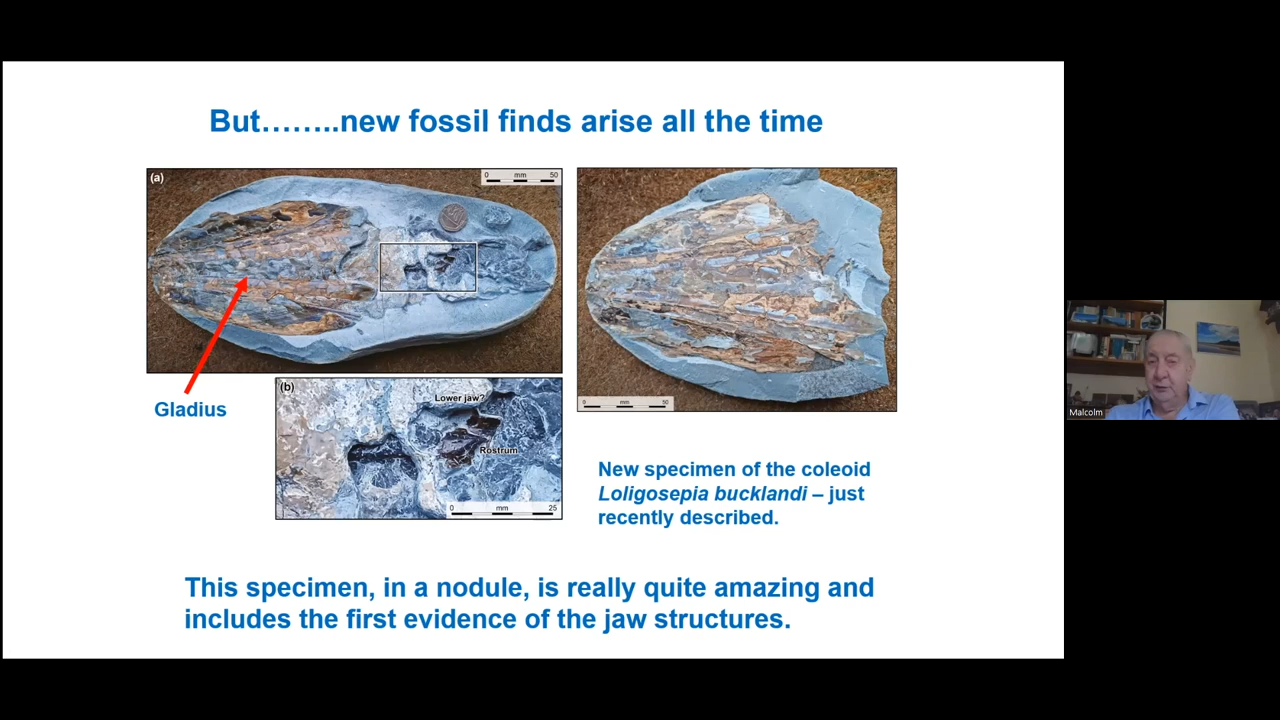 But……..new fossil finds arise all the time
(a)
0 mm 50
Gladius
(b)
Lower jaw?
Rostrum
0 mm 25
0 mm 50
New specimen of the coleoid
Loligosepia bucklandi – just
recently described.
This specimen, in a nodule, is really quite amazing and
includes the first evidence of the jaw structures.
Malcolm